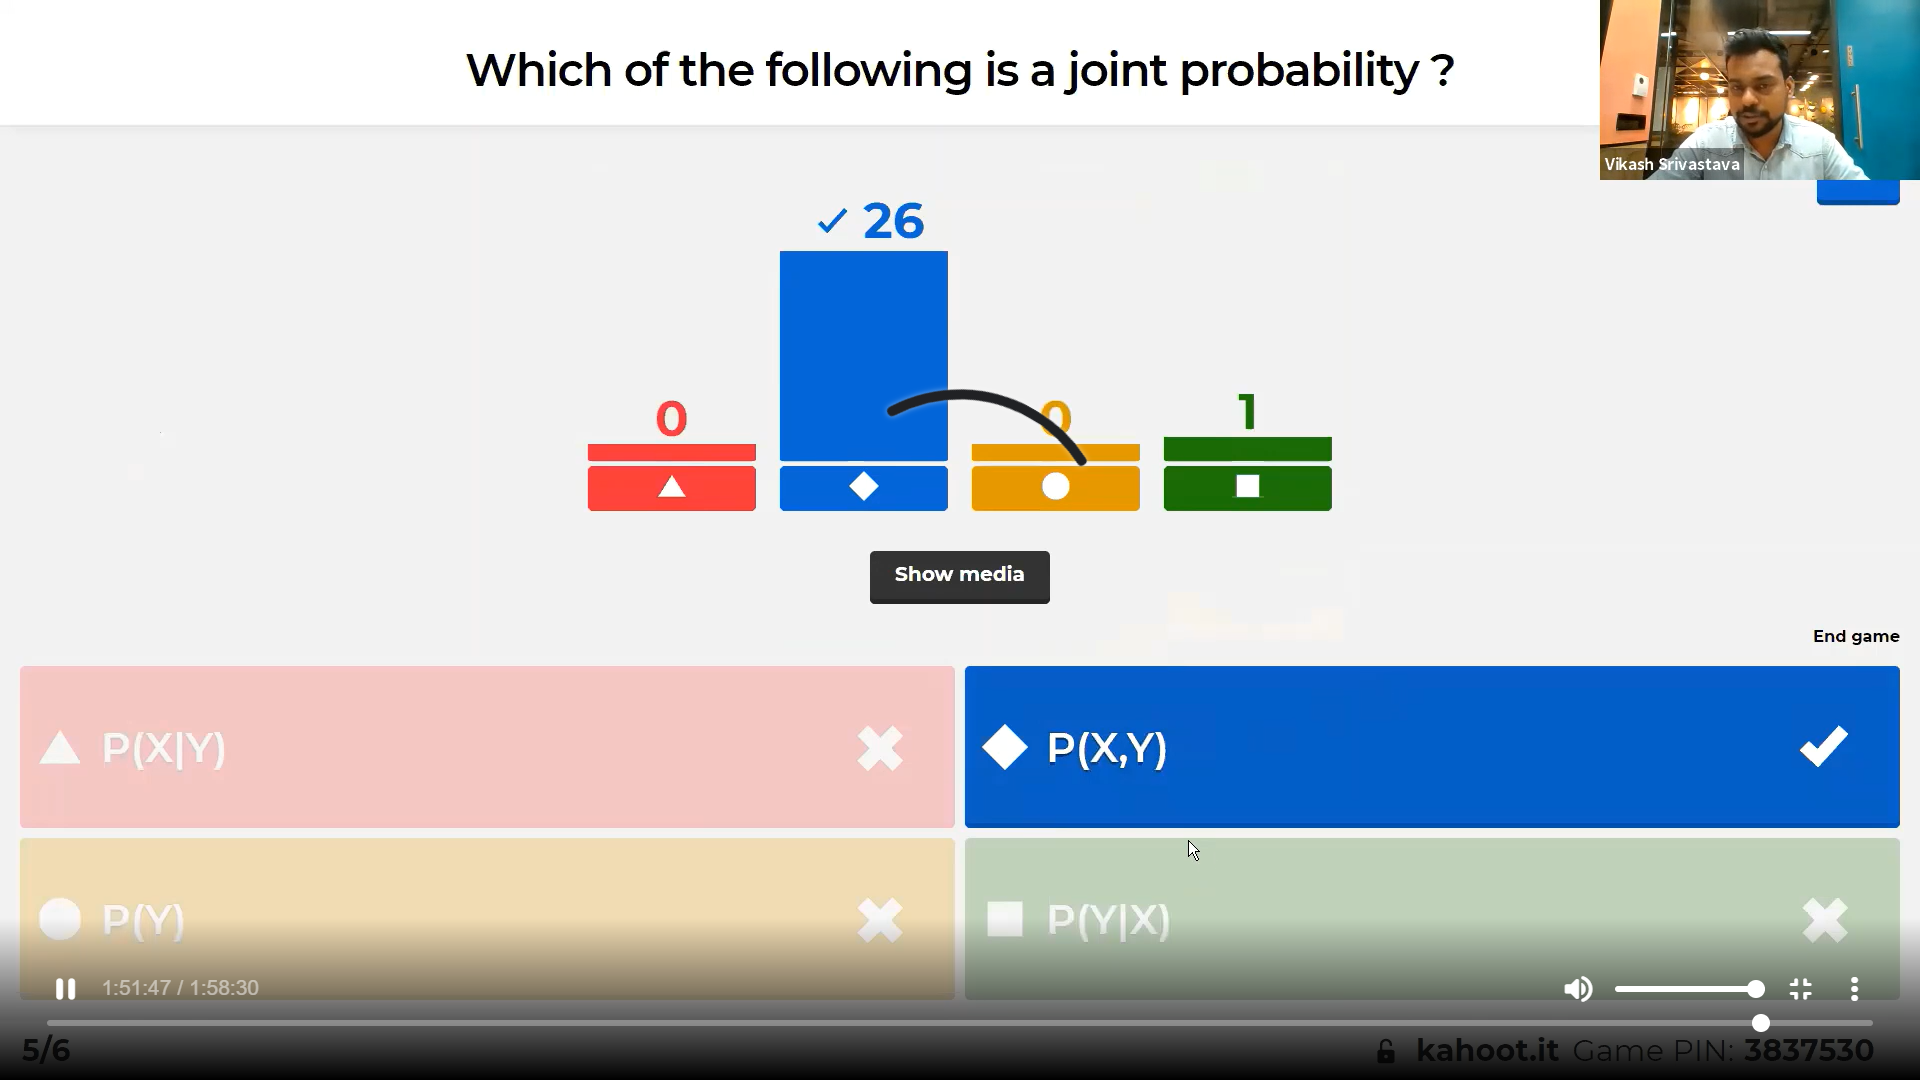 Which of the following is a joint probability ?
Vikash Srivastava
26
0
0
1
Show media
End game
P(X|Y)
P(X,Y)
P(Y)
P(Y|X)
1:51:47 / 1:58:30
5/6
kahoot.it Game PIN: 3837530